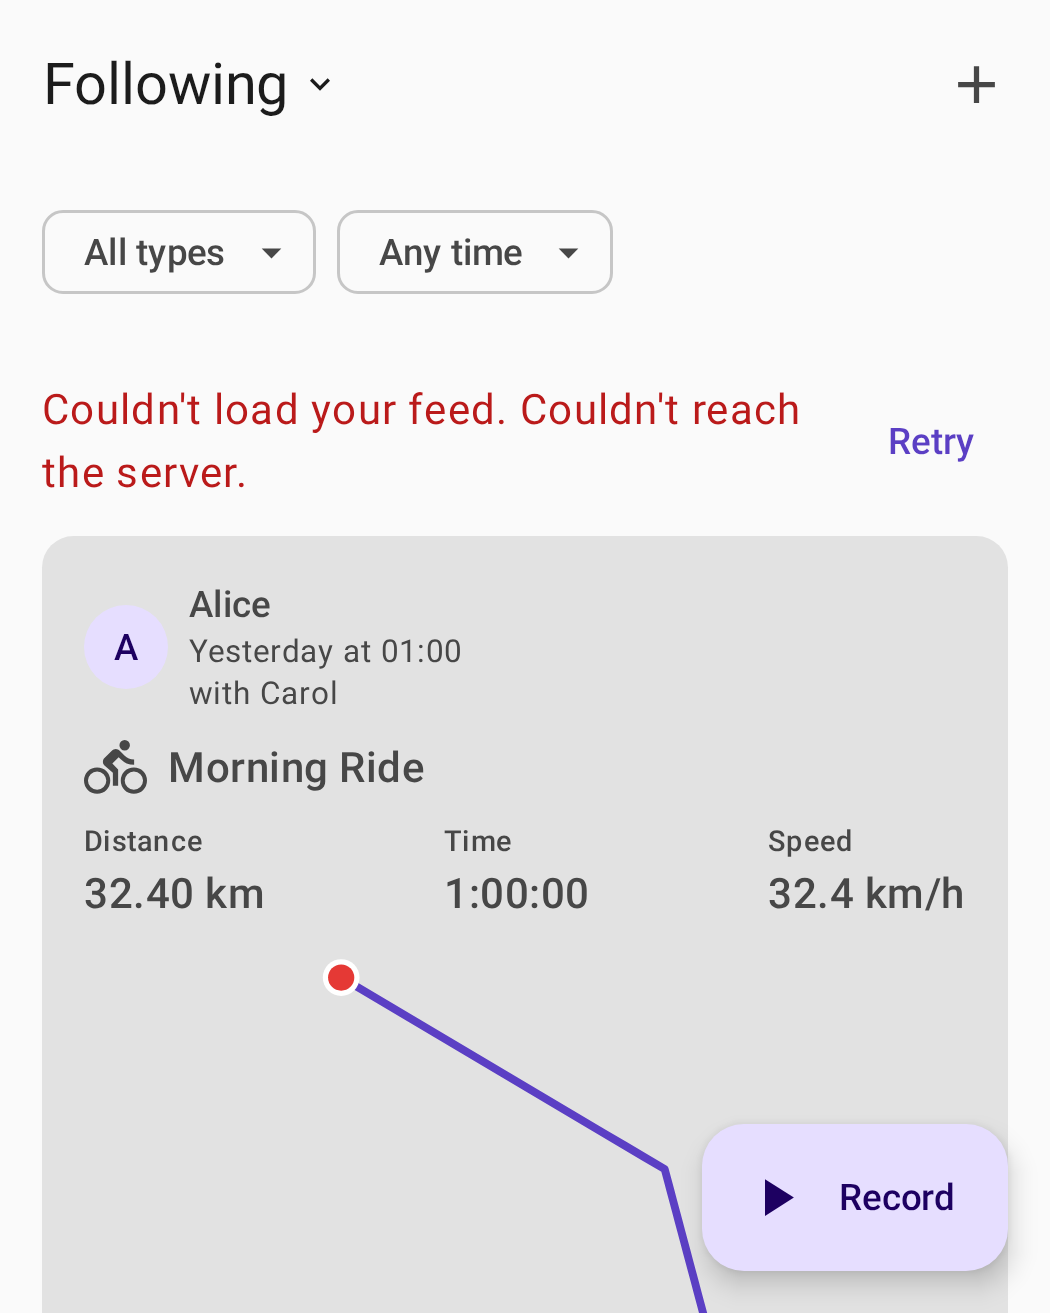 Following
All types
Any time
Couldn't load your feed. Couldn't reach
the server.
Retry
A
Alice
Yesterday at 01:00
with Carol
Morning Ride
Distance
Time
Speed
32.40 km
1:00:00
32.4 km/h
Record